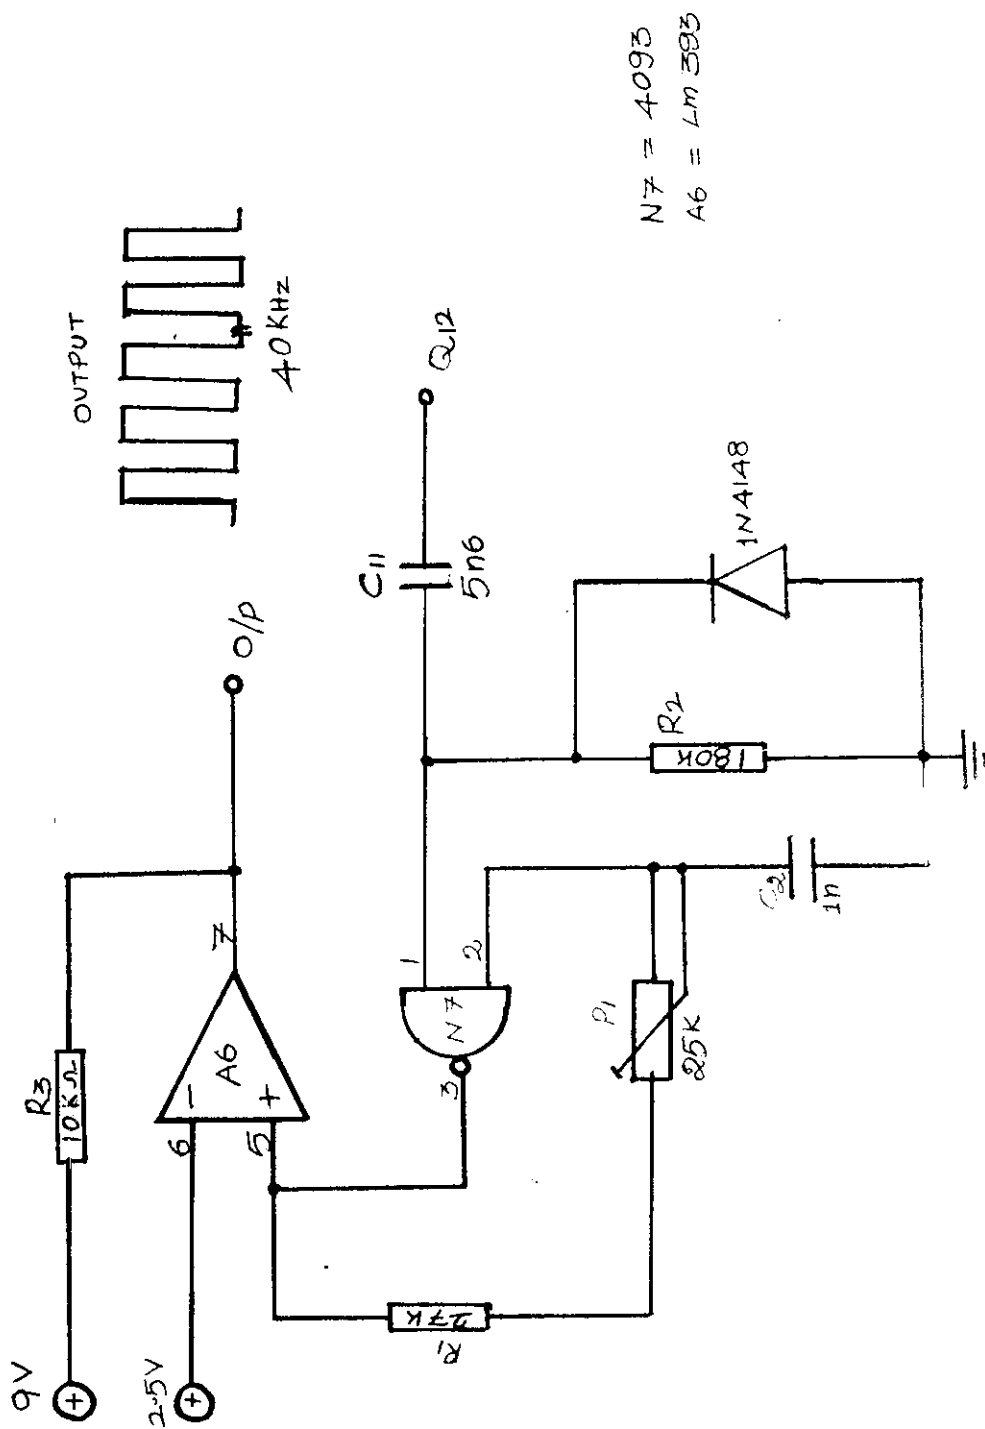 9V
R3
10KΩ
2.5V
6
5
-
+
A6
7
O/P
OUTPUT
40KHz
3
N7
1
2
C11
5n6
Q12
R1
27K
P1
25K
C2
1n
R2
180K
1N4148
N7 = 4093
A6 = Lm 393